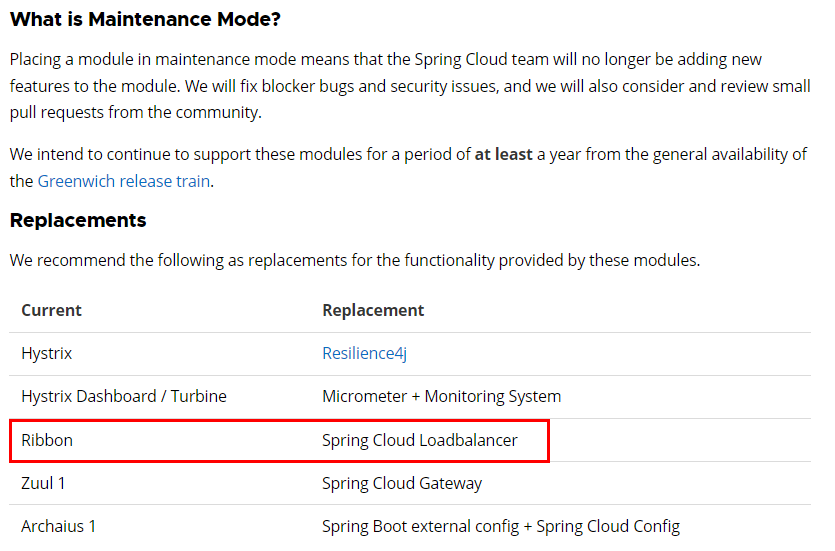 What is Maintenance Mode?
Placing a module in maintenance mode means that the Spring Cloud team will no longer be adding new
features to the module. We will fix blocker bugs and security issues, and we will also consider and review small
pull requests from the community.
We intend to continue to support these modules for a period of at least a year from the general availability of
the Greenwich release train.
Replacements
We recommend the following as replacements for the functionality provided by these modules.
Current Replacement
Hystrix Resilience4j
Hystrix Dashboard / Turbine Micrometer + Monitoring System
Ribbon Spring Cloud Loadbalancer
Zuul 1 Spring Cloud Gateway
Archaius 1 Spring Boot external config + Spring Cloud Config